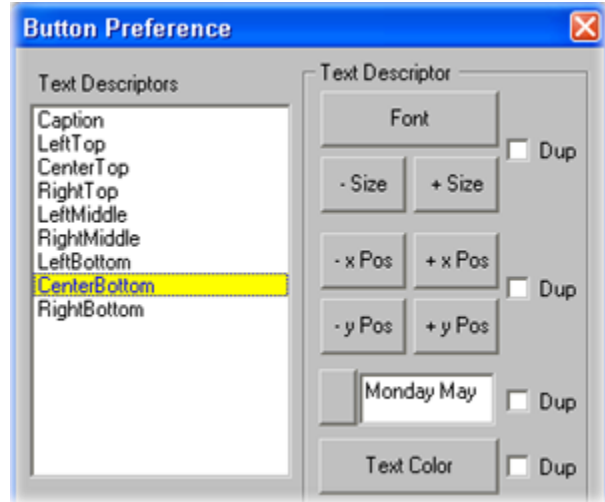 Button Preference
Text Descriptors
Caption
LeftTop
CenterTop
RightTop
LeftMiddle
RightMiddle
LeftBottom
CenterBottom
RightBottom
Text Descriptor
Font
Dup
- Size + Size
- x Pos + x Pos
Dup
- y Pos + y Pos
Monday May Dup
Text Color Dup